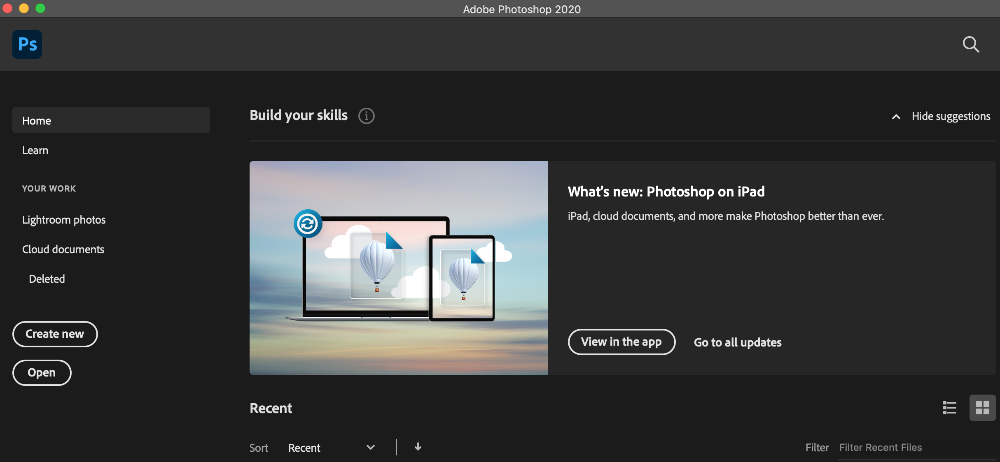 Adobe Photoshop 2020
Ps
Home
Learn
YOUR WORK
Lightroom photos
Cloud documents
Deleted
Create new
Open
Build your skills
Hide suggestions
What's new: Photoshop on iPad
iPad, cloud documents, and more make Photoshop better than ever.
View in the app
Go to all updates
Recent
Sort Recent
Filter Filter Recent Files